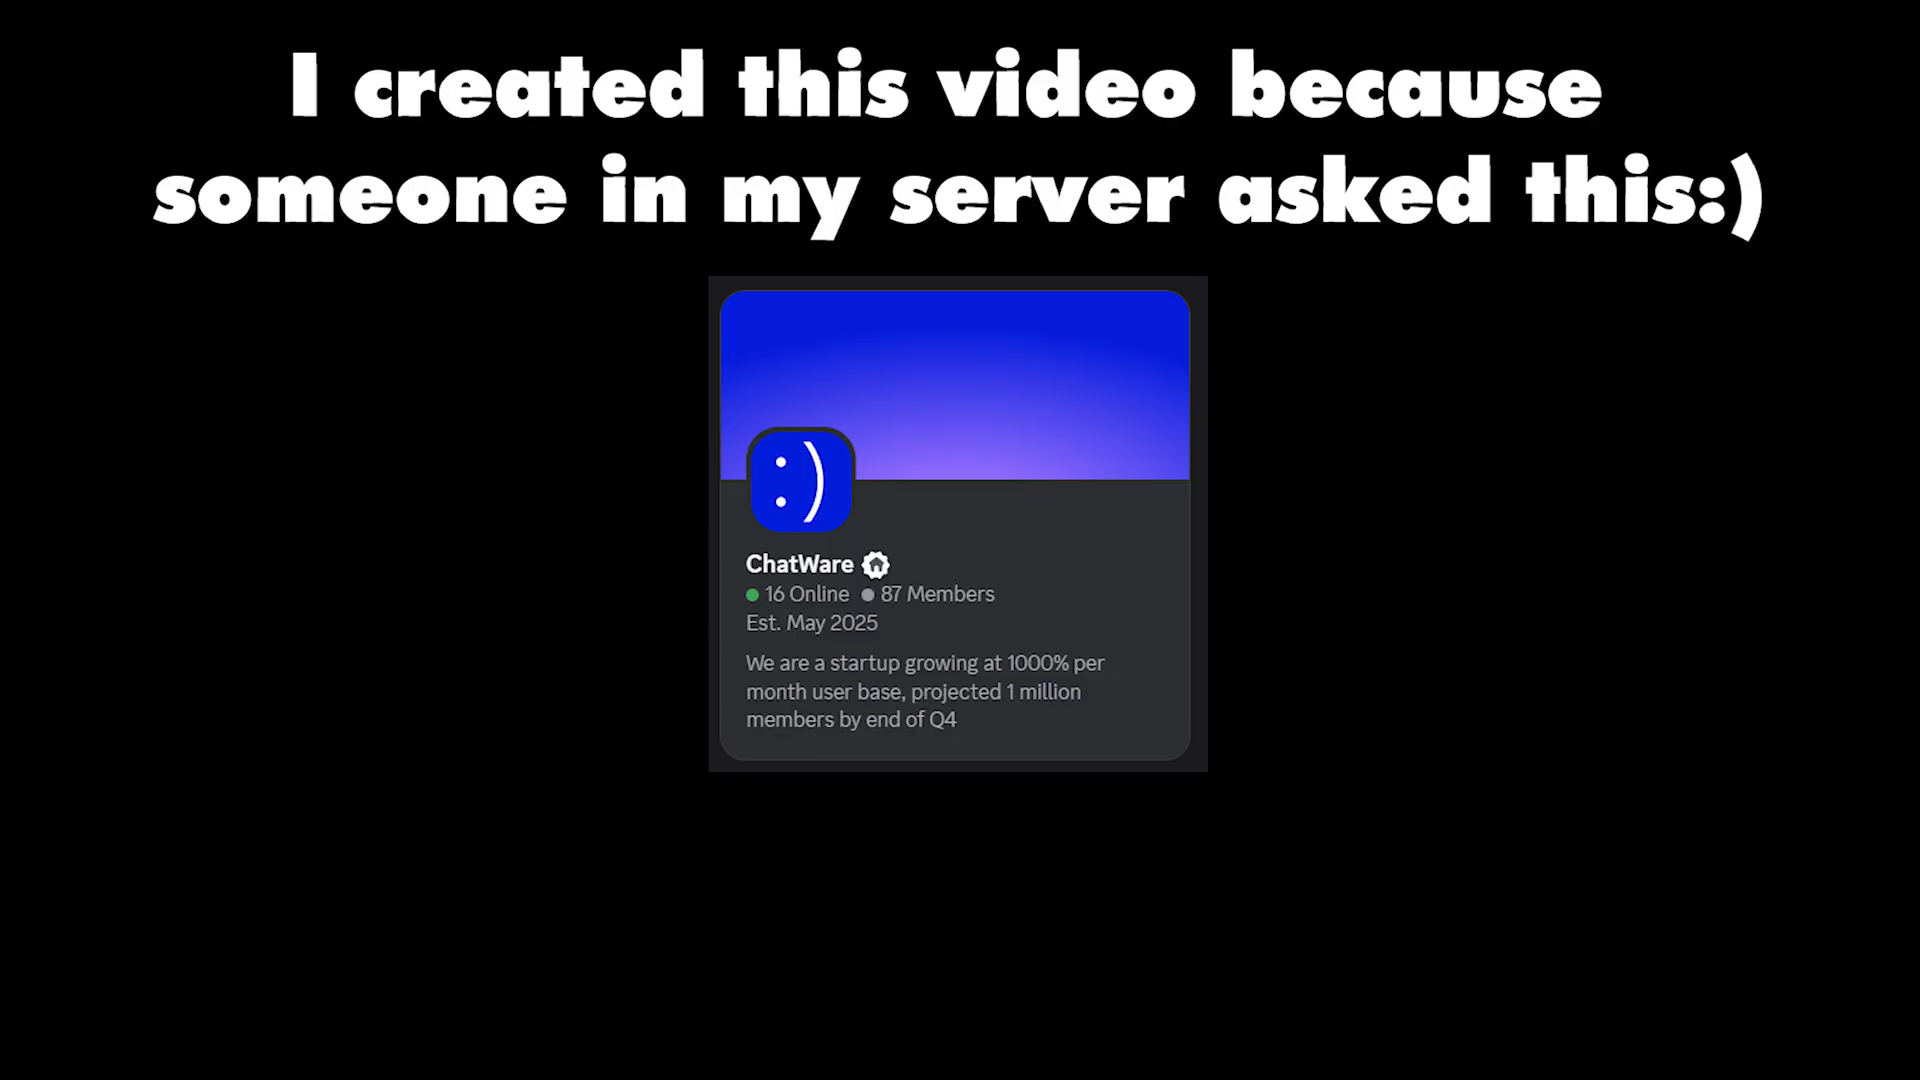 I created this video because
someone in my server asked this:)
:)
ChatWare
16 Online 87 Members
Est. May 2025
We are a startup growing at 1000% per
month user base, projected 1 million
members by end of Q4